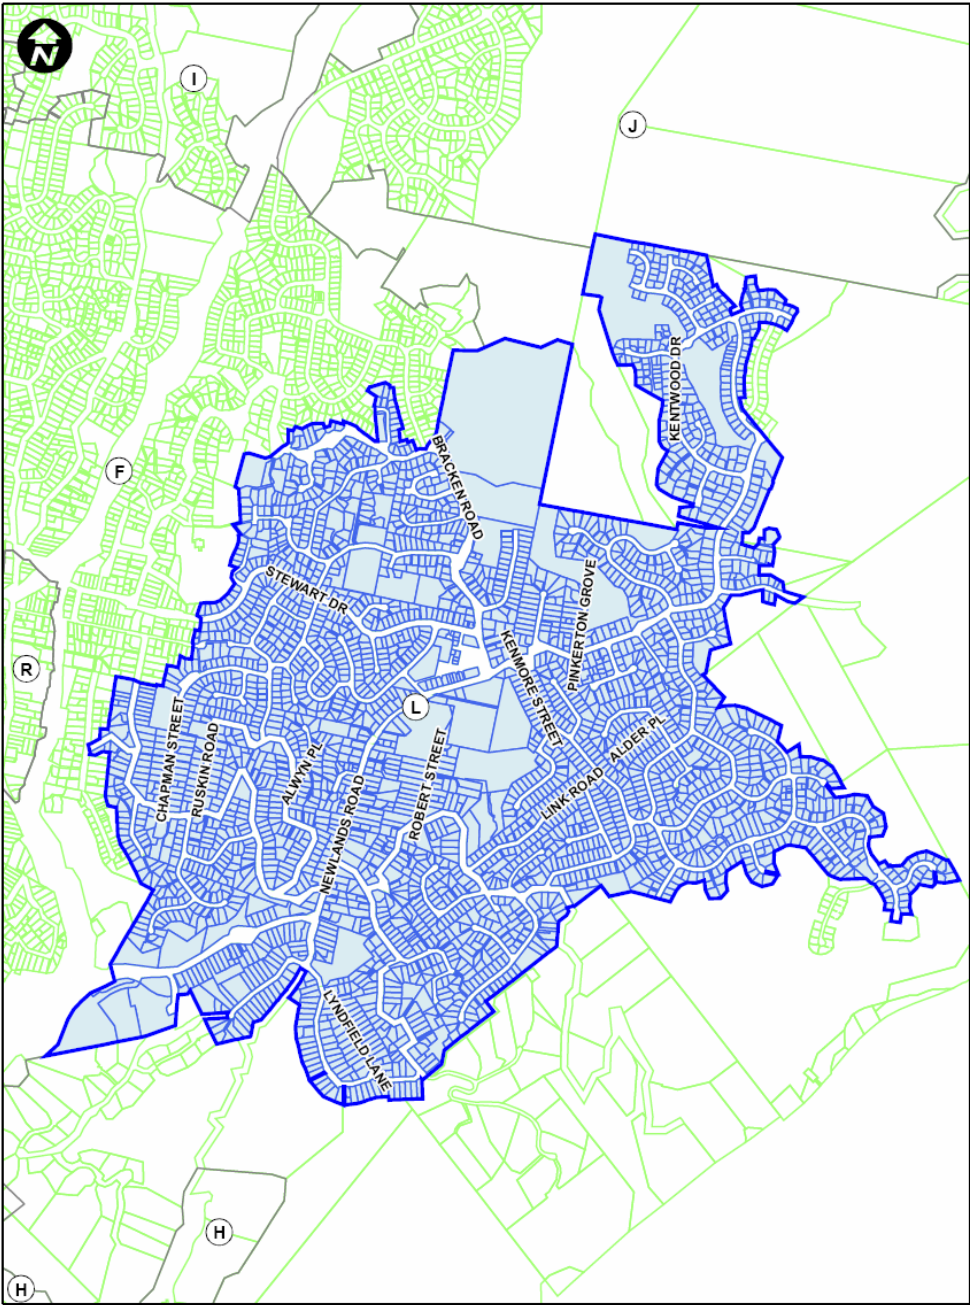 N
I
J
KENTWOOD DR
BRACKEN ROAD
F
STEWART DR
PINKERTON GROVE
KENMORE STREET
R
L
CHAPMAN STREET
RUSKIN ROAD
ALWYN PL
ROBERT STREET
ALDER PL
LINK ROAD
NEWLANDS ROAD
LYNDFIELD LANE
H
H